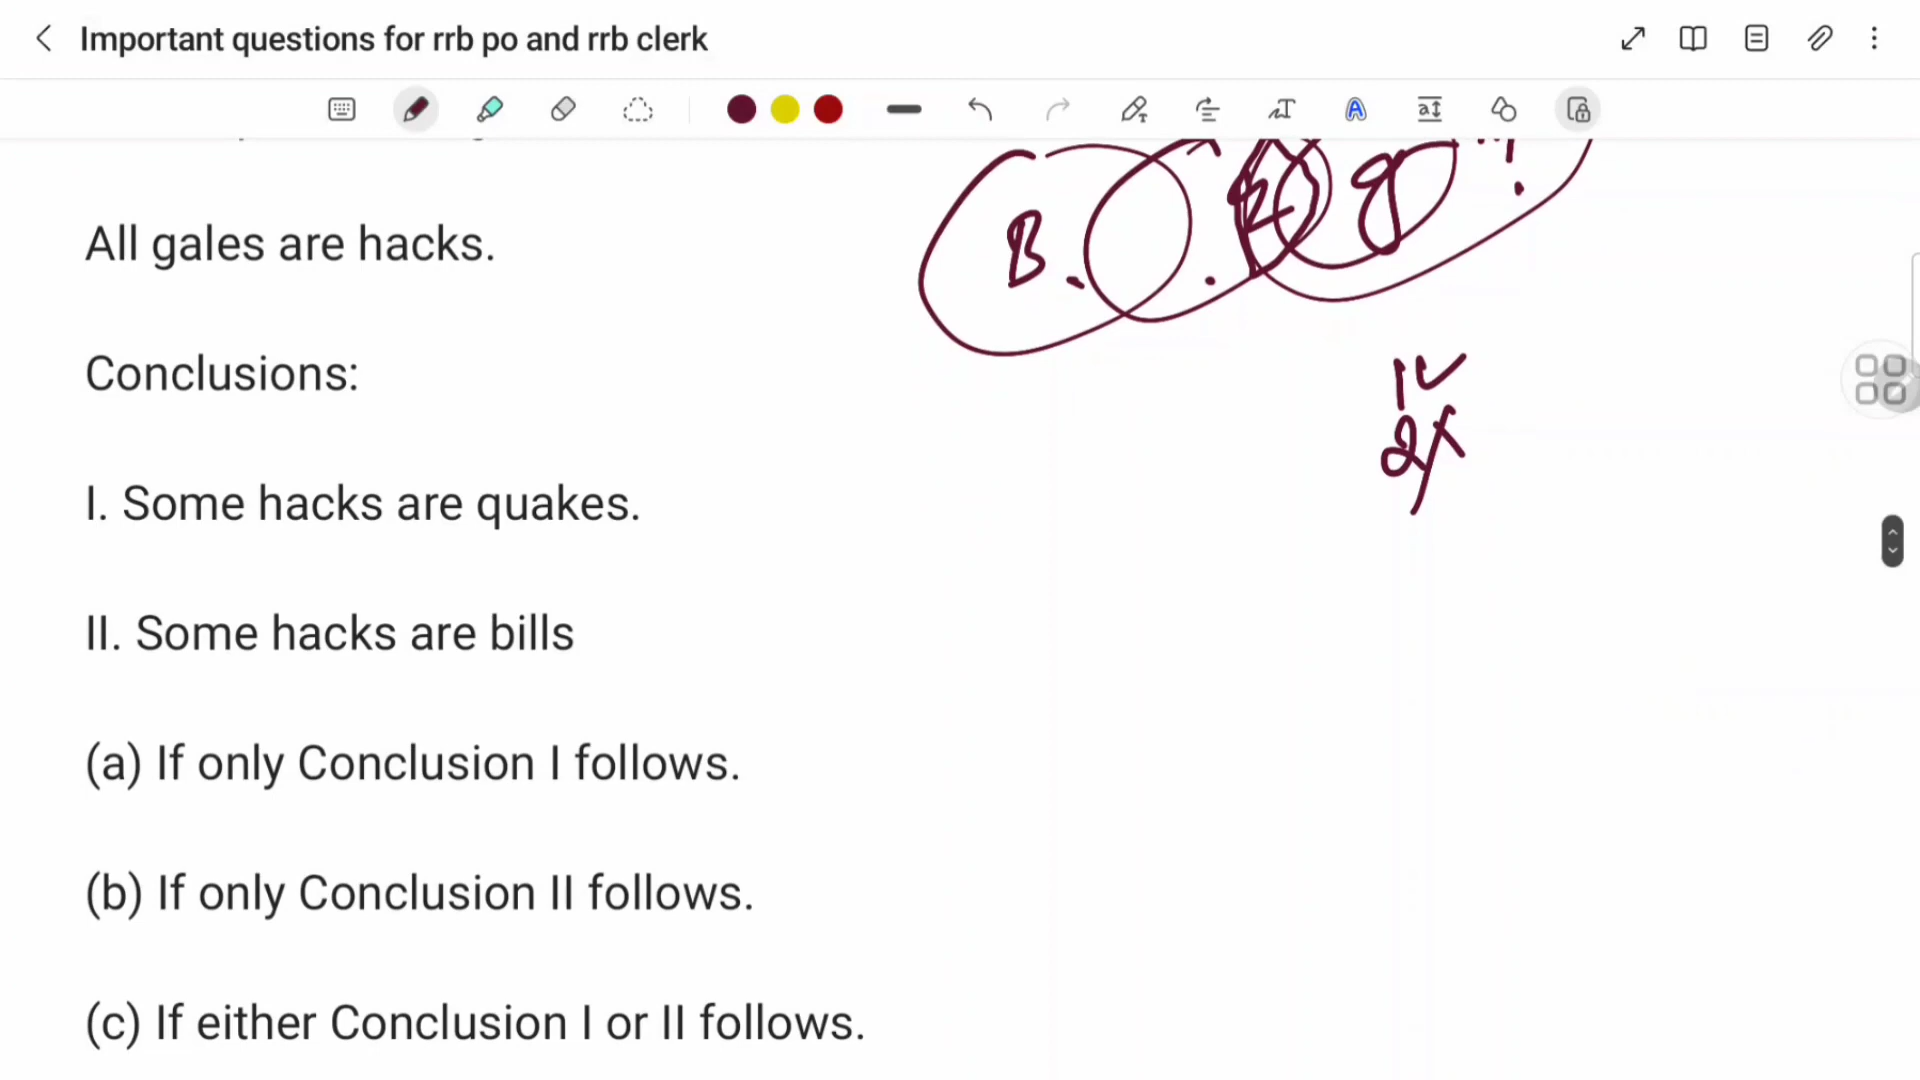 Important questions for rrb po and rrb clerk
All gales are hacks.
B
g
Conclusions:
1✓
2×
I. Some hacks are quakes.
II. Some hacks are bills
(a) If only Conclusion I follows.
(b) If only Conclusion II follows.
(c) If either Conclusion I or II follows.